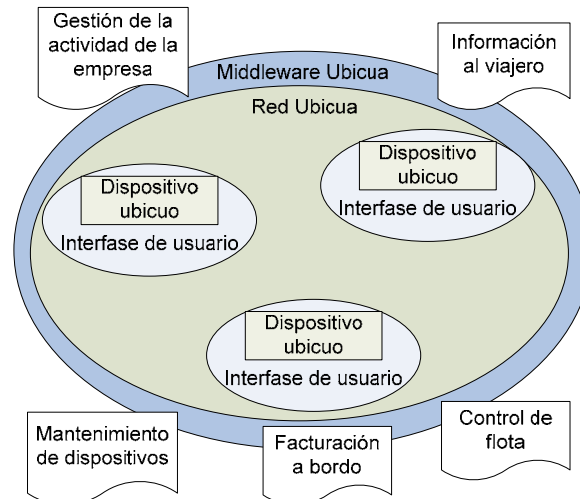 Gestión de la
actividad de la
empresa
Middleware Ubicua
Información
al viajero
Red Ubicua
Dispositivo
ubicuo
Interfase de usuario
Dispositivo
ubicuo
Interfase de usuario
Dispositivo
ubicuo
Interfase de usuario
Mantenimiento
de dispositivos
Facturación
a bordo
Control de
flota